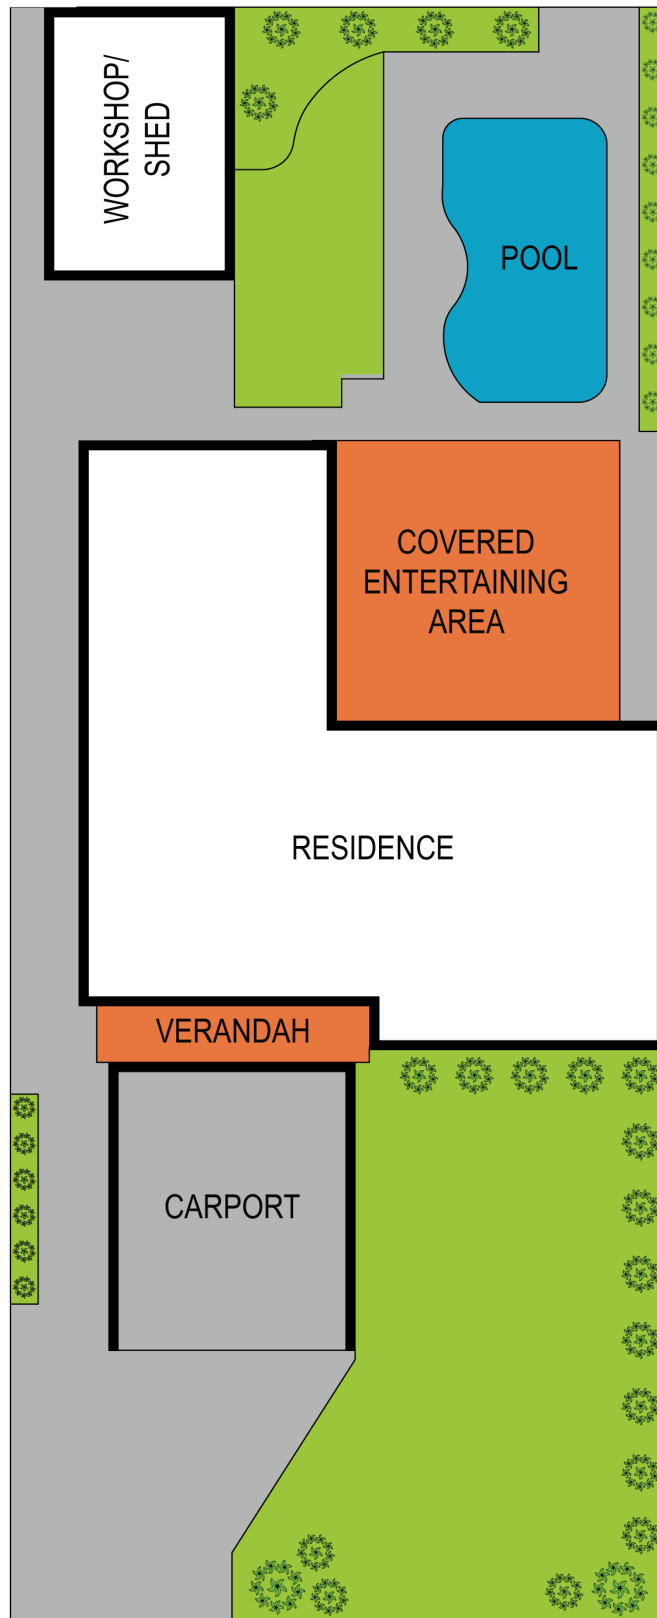 WORKSHOP/
SHED
POOL
COVERED
ENTERTAINING
AREA
RESIDENCE
VERANDAH
CARPORT